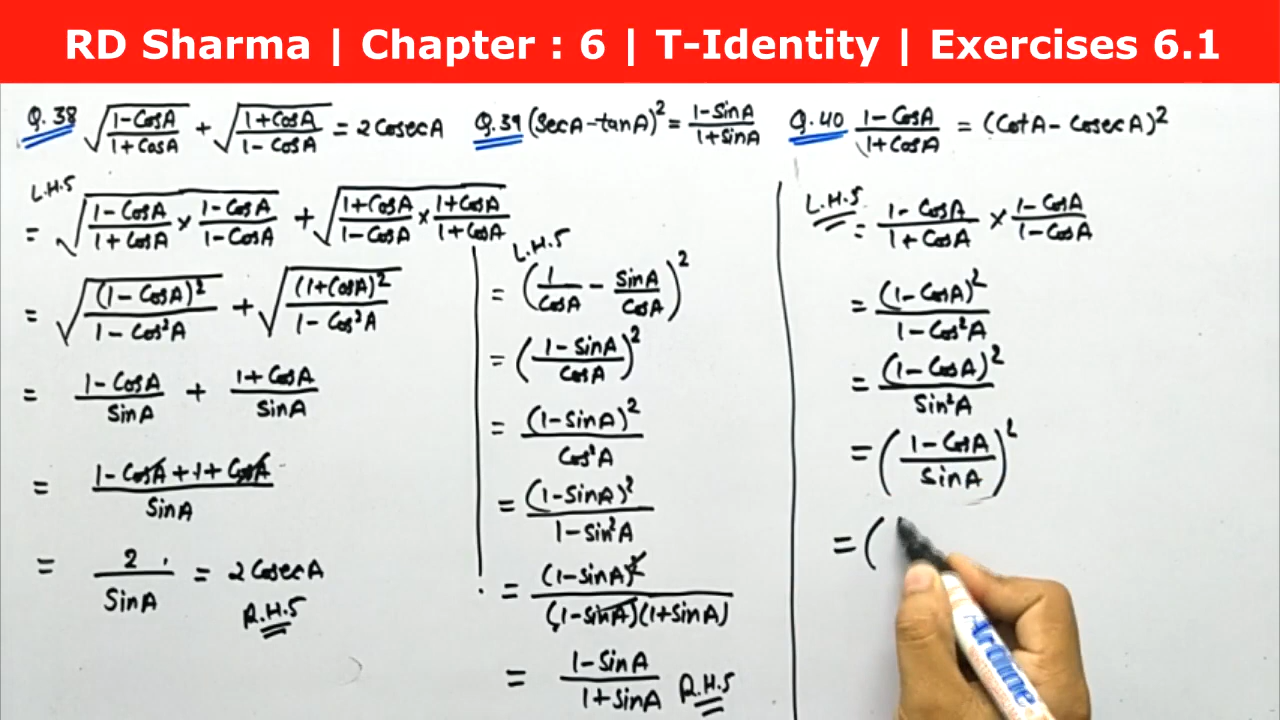 RD Sharma | Chapter : 6 | T-Identity | Exercises 6.1
Q.38 √((1-CosA)/(1+CosA)) + √((1+CosA)/(1-CosA)) = 2CosecA
L.H.S
= √((1-CosA)/(1+CosA) × (1-CosA)/(1-CosA)) + √((1+CosA)/(1-CosA) × (1+CosA)/(1+CosA))
= √((1-CosA)²/(1-Cos²A)) + √((1+CosA)²/(1-Cos²A))
= (1-CosA)/SinA + (1+CosA)/SinA
= (1-CosA+1+CosA)/SinA
= 2/SinA = 2CosecA
R.H.S
Q.39 (SecA-tanA)² = (1-SinA)/(1+SinA)
L.H.S
= (1/CosA - SinA/CosA)²
= ((1-SinA)/CosA)²
= (1-SinA)²/Cos²A
= (1-SinA)²/(1-Sin²A)
= (1-SinA)²/((1-SinA)(1+SinA))
= (1-SinA)/(1+SinA) R.H.S
Q.40 (1-CosA)/(1+CosA) = (CotA-CosecA)²
L.H.S = (1-CosA)/(1+CosA) × (1-CosA)/(1-CosA)
= (1-CosA)²/(1-Cos²A)
= (1-CosA)²/Sin²A
= ((1-CosA)/SinA)²
= (
Artline